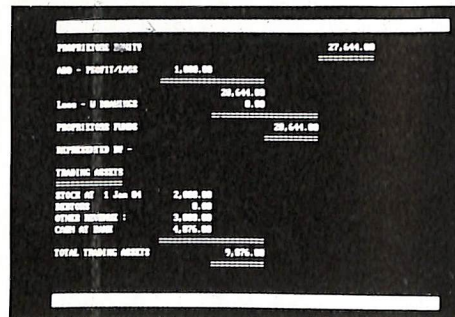 PROPRIETORS EQUITY 27,644.00
ADD - PROFIT/LOSS 1,000.00
28,644.00
Less - W DRAWINGS 0.00
PROPRIETORS FUNDS 28,644.00
REPRESENTED BY -
TRADING ASSETS
STOCK AT 1 Jan 84 2,000.00
DEBTORS 0.00
OTHER REVENUE : 3,000.00
CASH AT BANK 4,876.00
TOTAL TRADING ASSETS 9,876.00